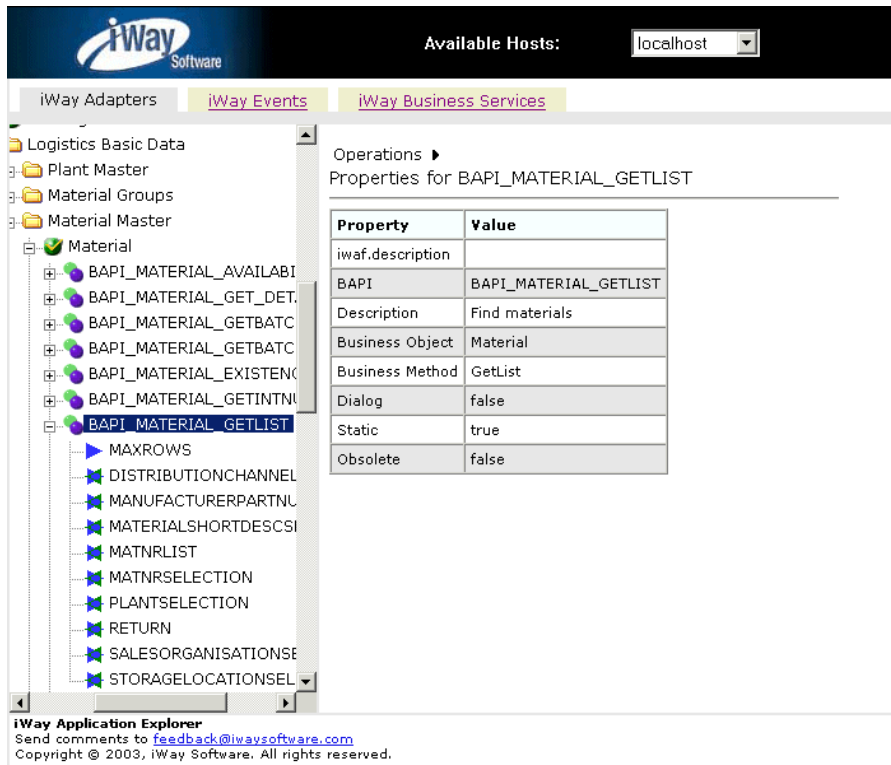 iWay
Software
Available Hosts:
localhost
iWay Adapters
iWay Events
iWay Business Services
Logistics Basic Data
Plant Master
Material Groups
Material Master
Material
BAPI_MATERIAL_AVAILABI
BAPI_MATERIAL_GET_DET
BAPI_MATERIAL_GETBATC
BAPI_MATERIAL_GETBATC
BAPI_MATERIAL_EXISTEN
BAPI_MATERIAL_GETINTN
BAPI_MATERIAL_GETLIST
MAXROWS
DISTRIBUTIONCHANNEL
MANUFACTURERPARTNU
MATERIALSHORTDESCS
MATNRLIST
MATNRSELECTION
PLANTSELECTION
RETURN
SALESORGANISATIONSE
STORAGELOCATIONSEL
Operations
Properties for BAPI_MATERIAL_GETLIST
Property Value
iwaf.description
BAPI BAPI_MATERIAL_GETLIST
Description Find materials
Business Object Material
Business Method GetList
Dialog false
Static true
Obsolete false
iWay Application Explorer
Send comments to feedback@iwaysoftware.com
Copyright © 2003, iWay Software. All rights reserved.